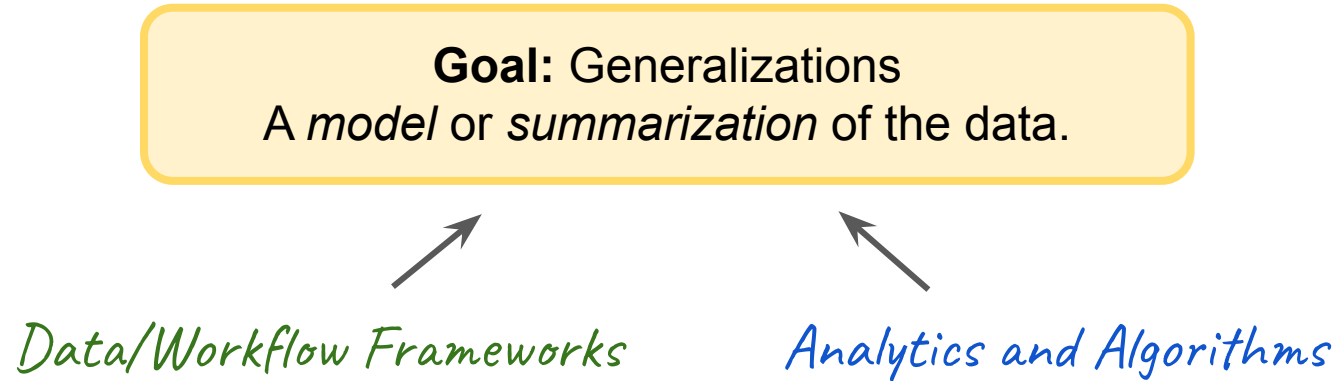 Goal: Generalizations
A model or summarization of the data.
Data/Workflow Frameworks
Analytics and Algorithms